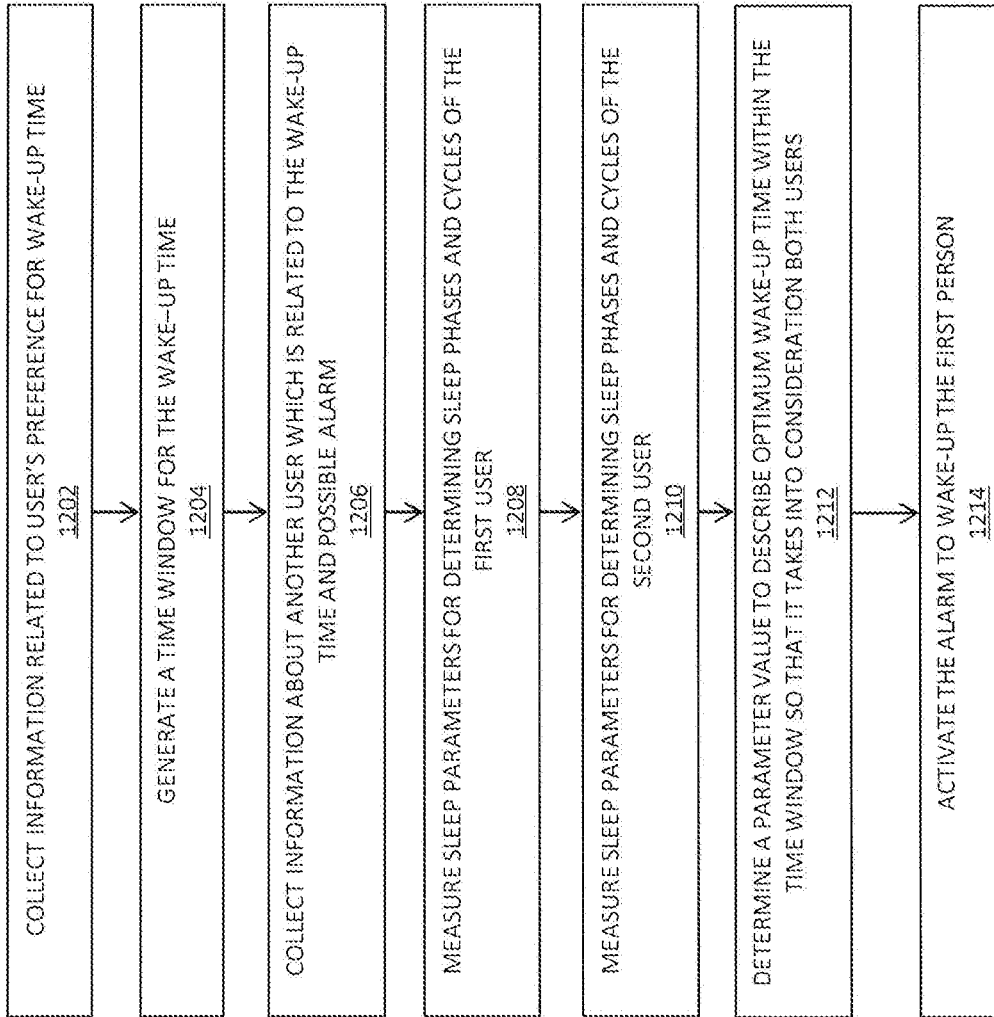 COLLECT INFORMATION RELATED TO USER'S PREFERENCE FOR WAKE-UP TIME
1202
GENERATE A TIME WINDOW FOR THE WAKE-UP TIME
1204
COLLECT INFORMATION ABOUT ANOTHER USER WHICH IS RELATED TO THE WAKE-UP
TIME AND POSSIBLE ALARM
1206
MEASURE SLEEP PARAMETERS FOR DETERMINING SLEEP PHASES AND CYCLES OF THE
FIRST USER
1208
MEASURE SLEEP PARAMETERS FOR DETERMINING SLEEP PHASES AND CYCLES OF THE
SECOND USER
1210
DETERMINE A PARAMETER VALUE TO DESCRIBE OPTIMUM WAKE-UP TIME WITHIN THE
TIME WINDOW SO THAT IT TAKES INTO CONSIDERATION BOTH USERS
1212
ACTIVATE THE ALARM TO WAKE-UP THE FIRST PERSON
1214